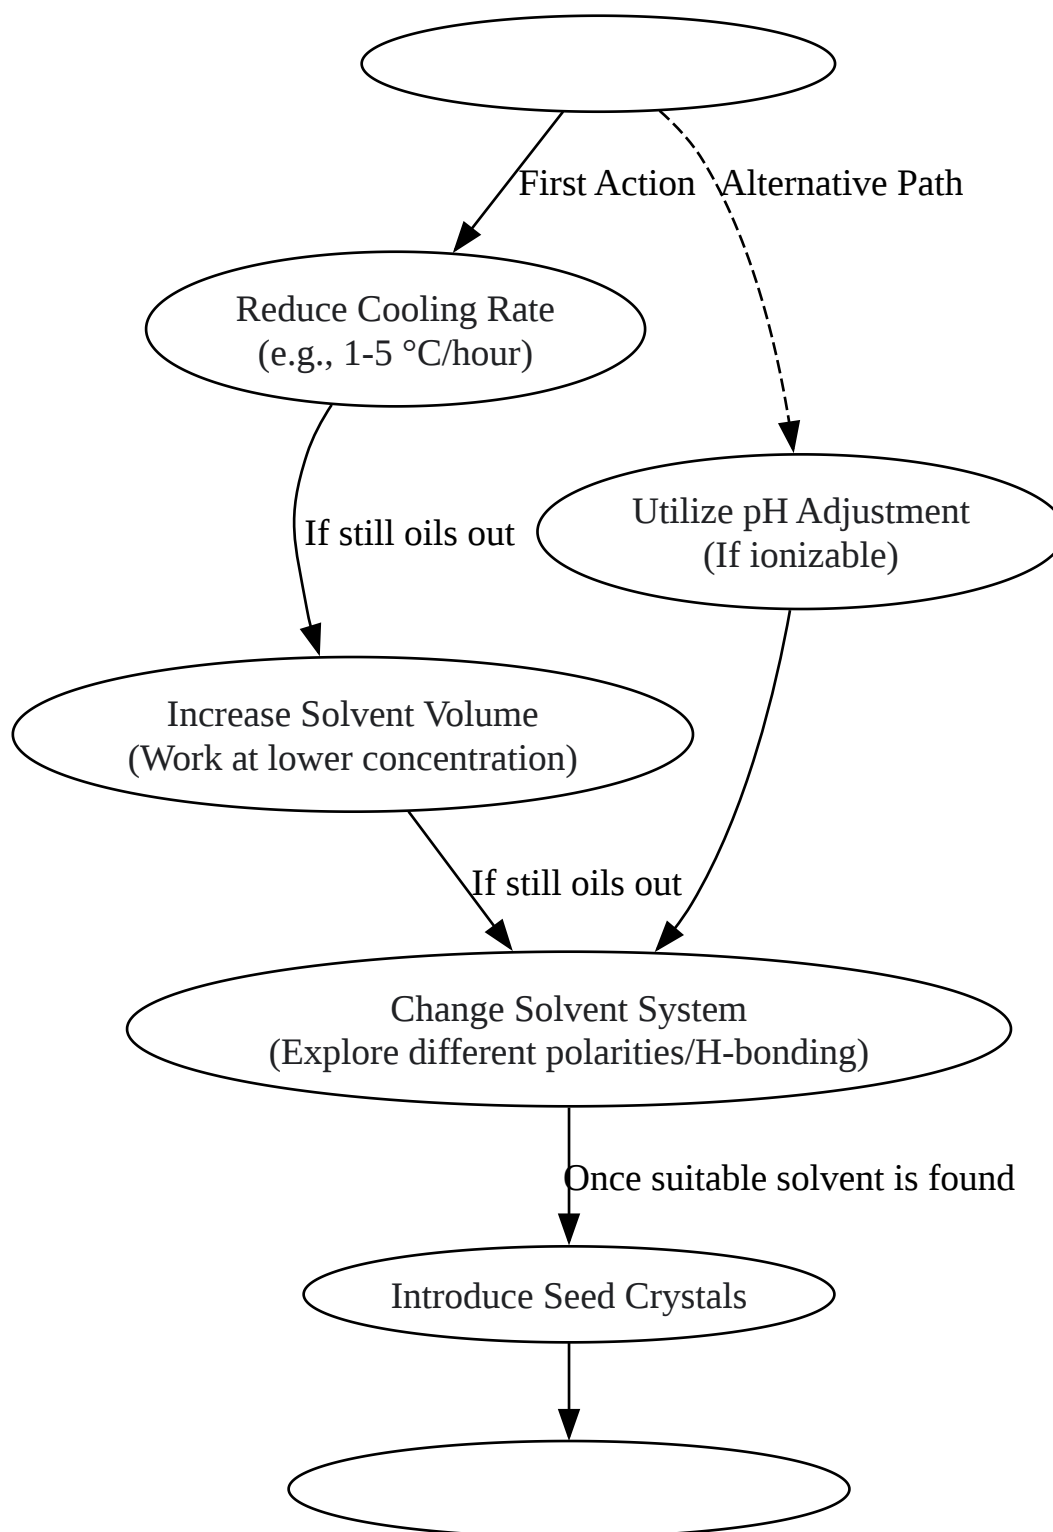 First Action
Alternative Path
Reduce Cooling Rate
(e.g., 1-5 °C/hour)
Utilize pH Adjustment
(If ionizable)
If still oils out
Increase Solvent Volume
(Work at lower concentration)
If still oils out
Change Solvent System
(Explore different polarities/H-bonding)
Once suitable solvent is found
Introduce Seed Crystals